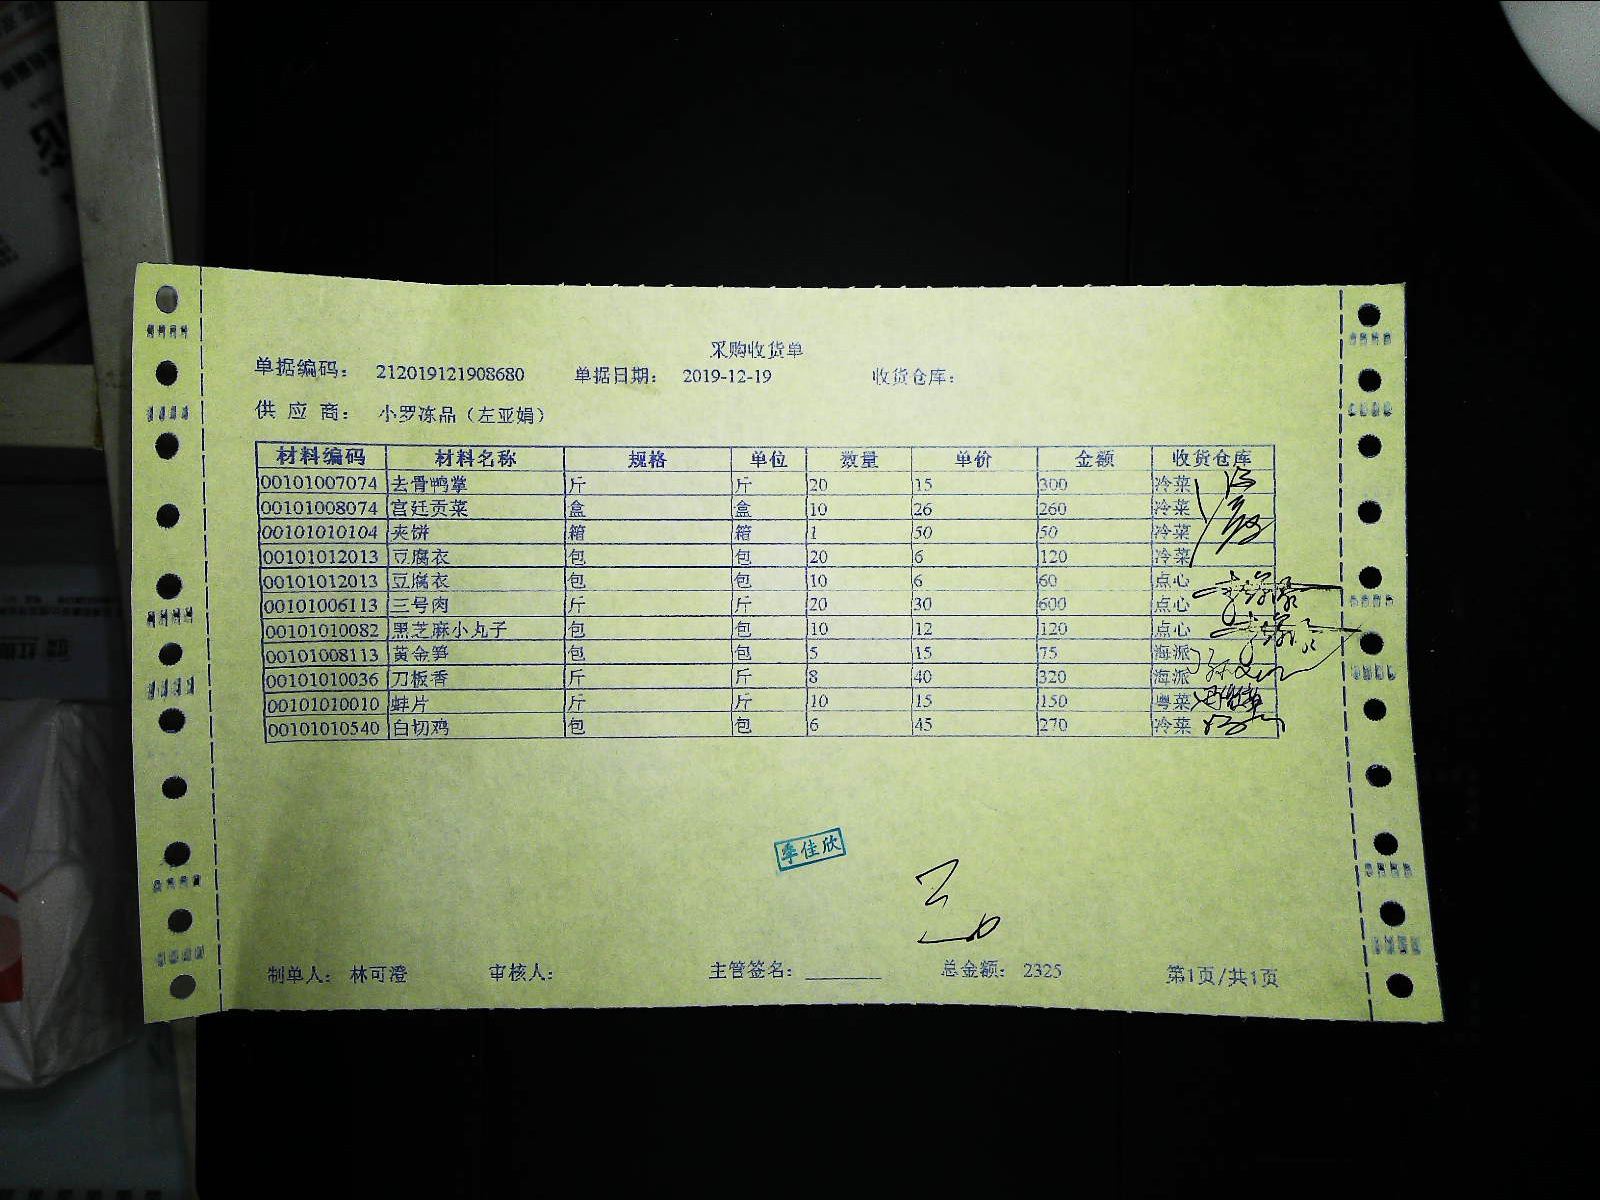 采购收货单
单据编码： 212019121908680 单据日期： 2019-12-19 收货仓库：
供 应 商： 小罗冻品（左亚娟）
材料编码 材料名称 规格 单位 数量 单价 金额 收货仓库
00101007074 去骨鸭掌 斤 斤 20 15 300 冷菜
00101008074 宫廷贡菜 盒 盒 10 26 260 冷菜
00101010104 夹饼 箱 箱 1 50 50 冷菜
00101012013 豆腐衣 包 包 20 6 120 冷菜
00101012013 豆腐衣 包 包 10 6 60 点心
00101006113 三号肉 斤 斤 20 30 600 点心
00101010082 黑芝麻小丸子 包 包 10 12 120 点心
00101008113 黄金笋 包 包 5 15 75 海派
00101010036 刀板香 斤 斤 8 40 320 海派
00101010010 蚌片 斤 斤 10 15 150 粤菜
00101010540 白切鸡 包 包 6 45 270 冷菜
季佳欣
制单人： 林可澄 审核人： 主管签名： 总金额： 2325 第1页/共1页